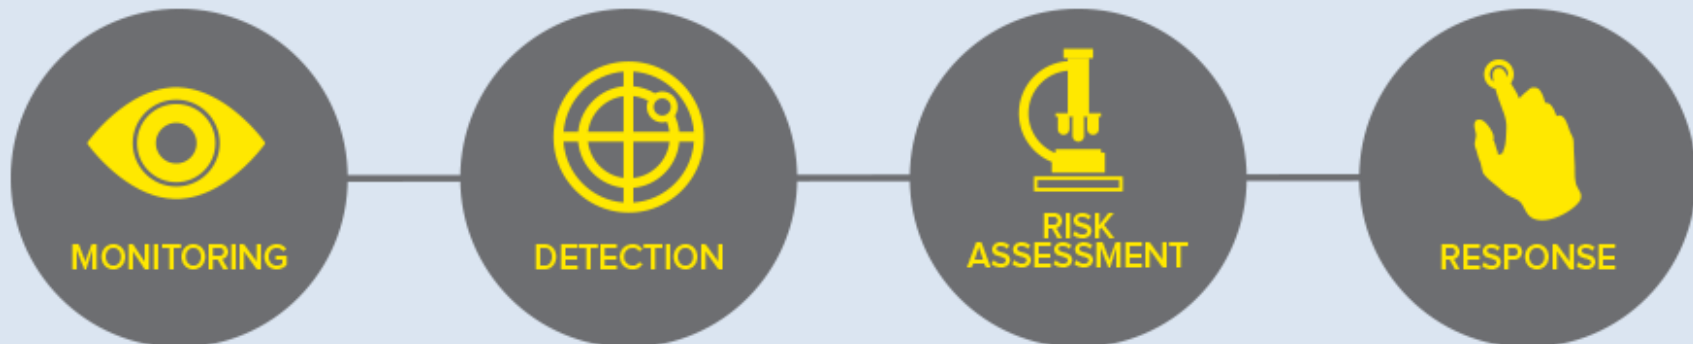 MONITORING
DETECTION
RISK
ASSESSMENT
RESPONSE